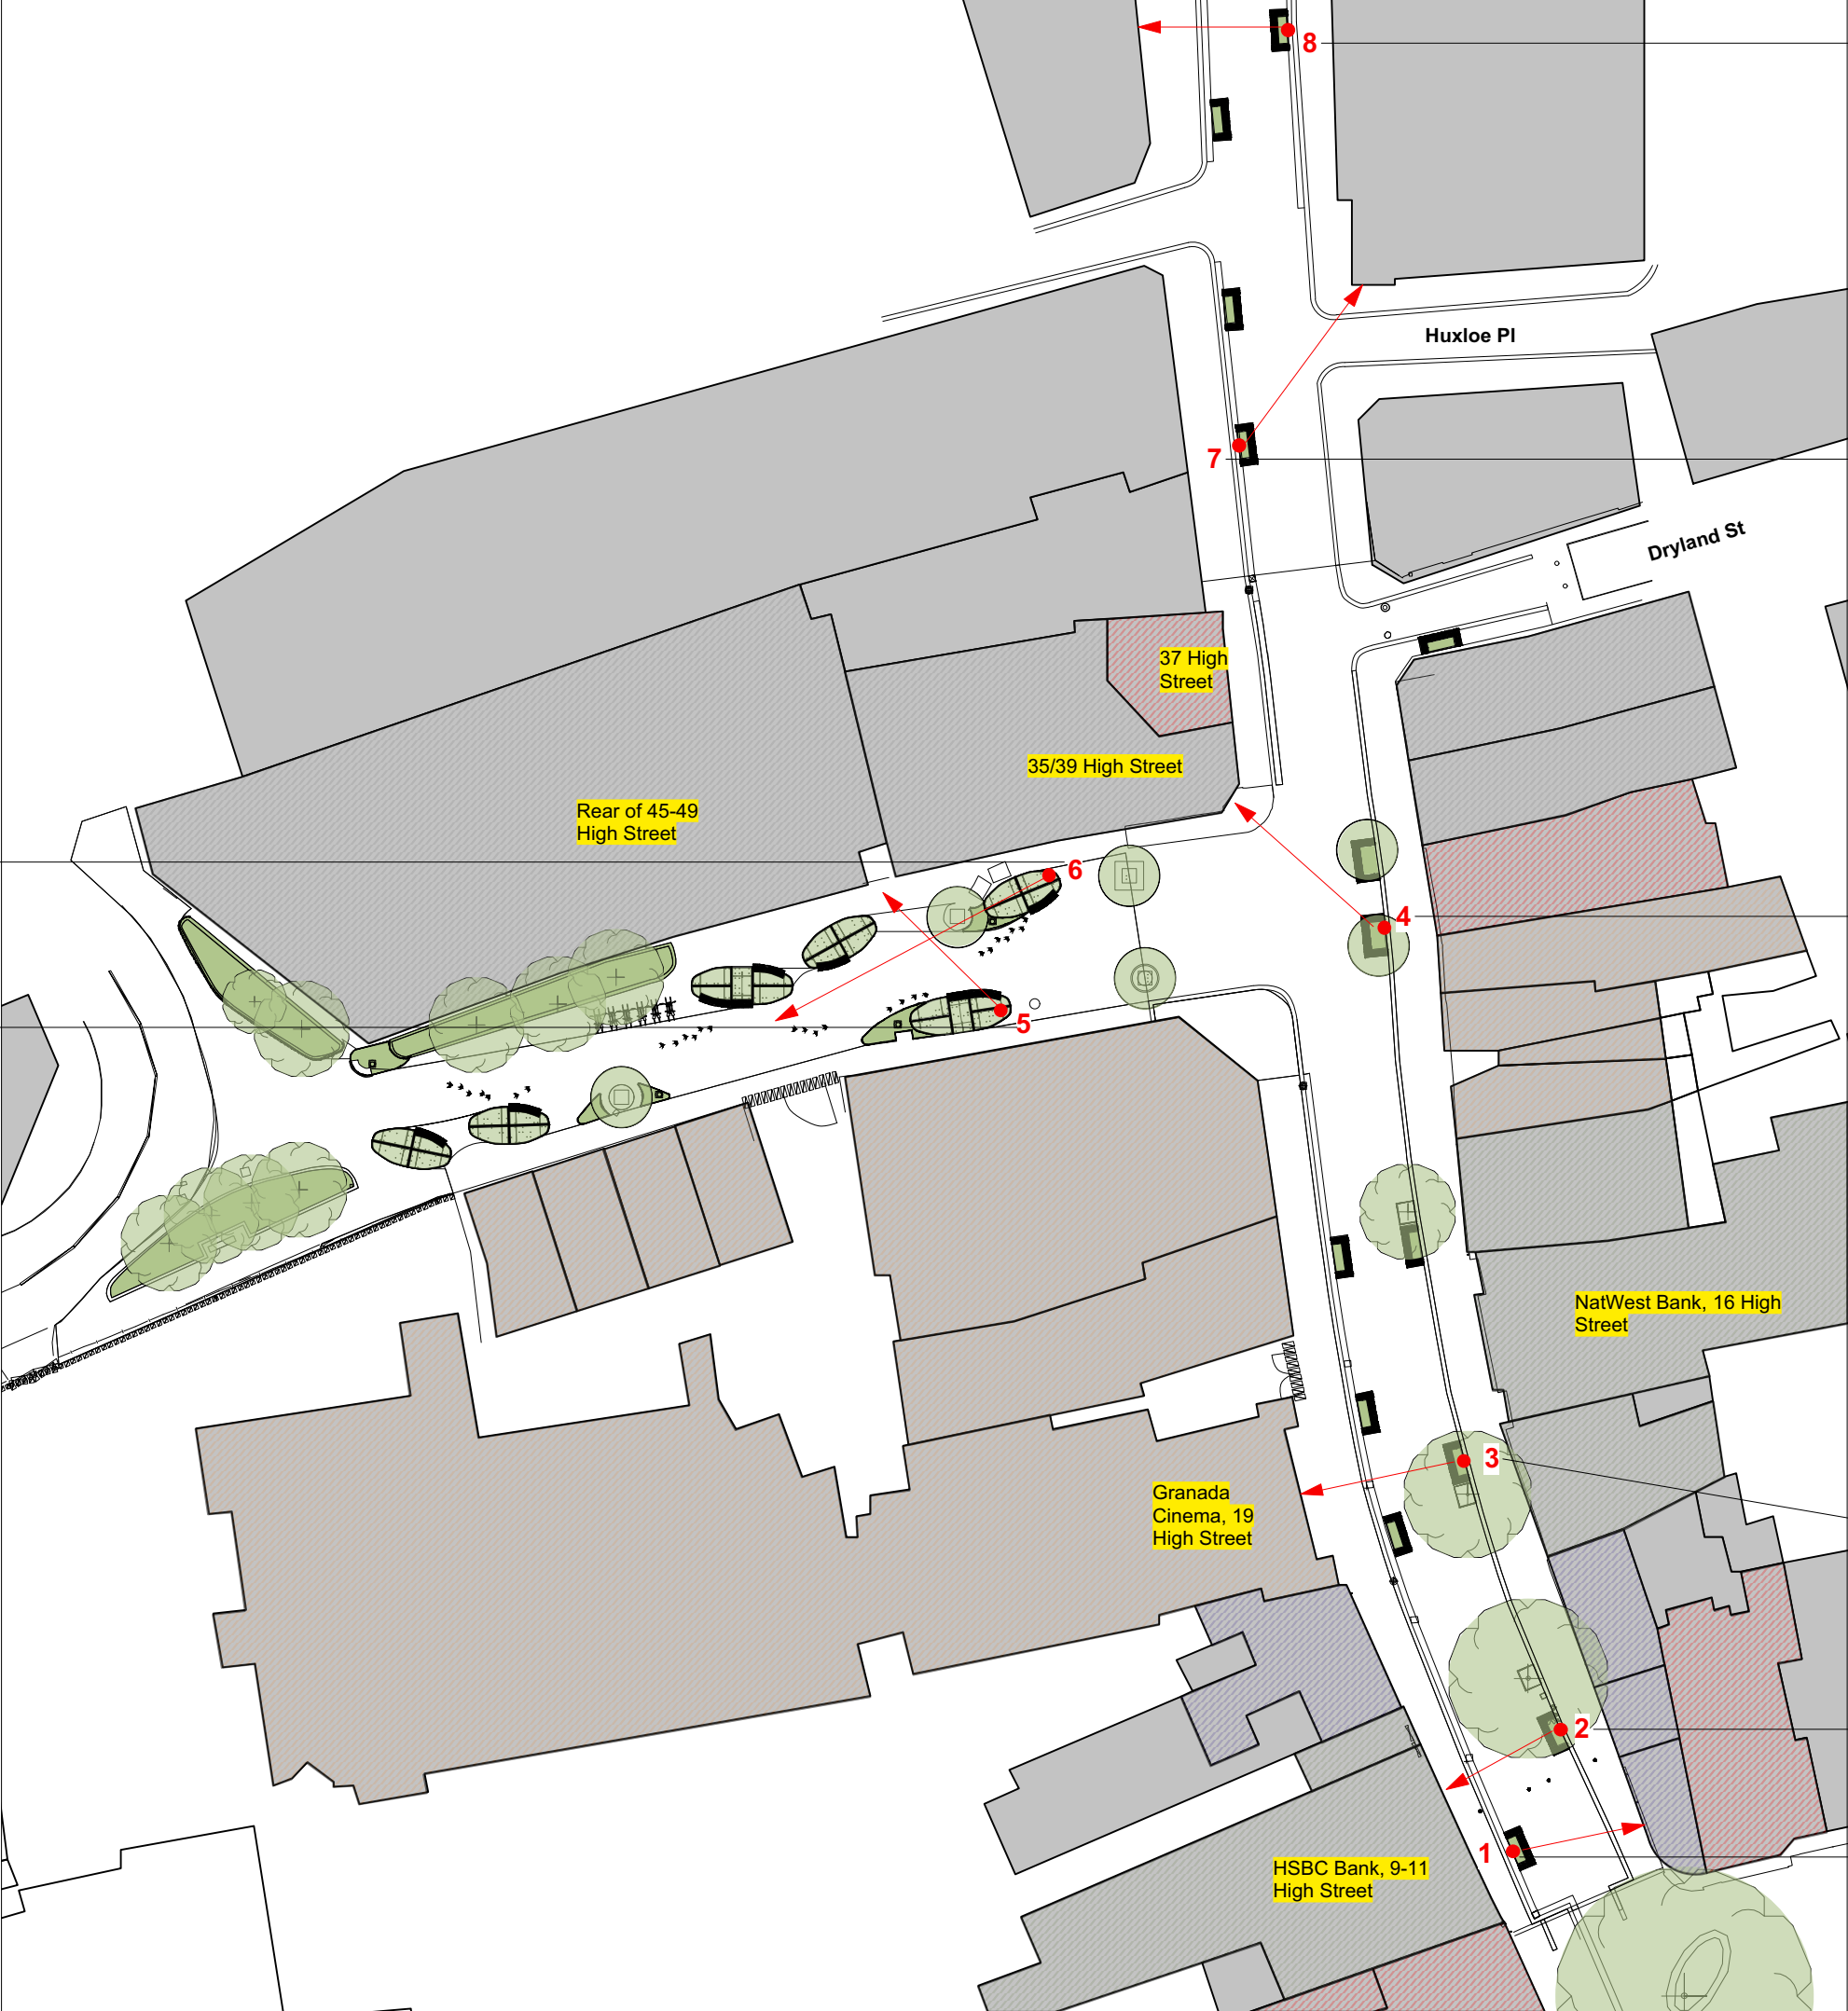 8
Huxloe Pl
7
Dryland St
37 High
Street
35/39 High Street
Rear of 45-49
High Street
6
4
5
NatWest Bank, 16 High
Street
3
Granada
Cinema, 19
High Street
2
1
HSBC Bank, 9-11
High Street